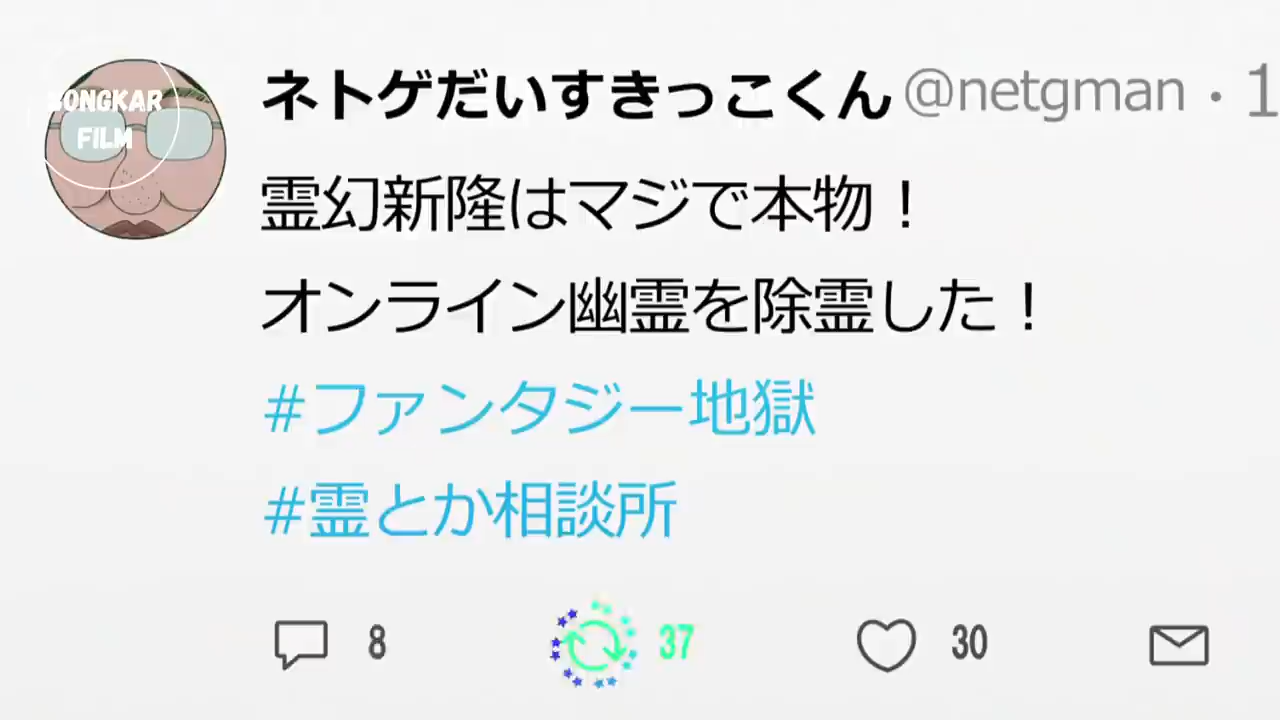 ネトゲだいすきっこくん @netgman · 1
霊幻新隆はマジで本物！
オンライン幽霊を除霊した！
#ファンタジー地獄
#霊とか相談所
8 37 30
SONGKAR
FILM